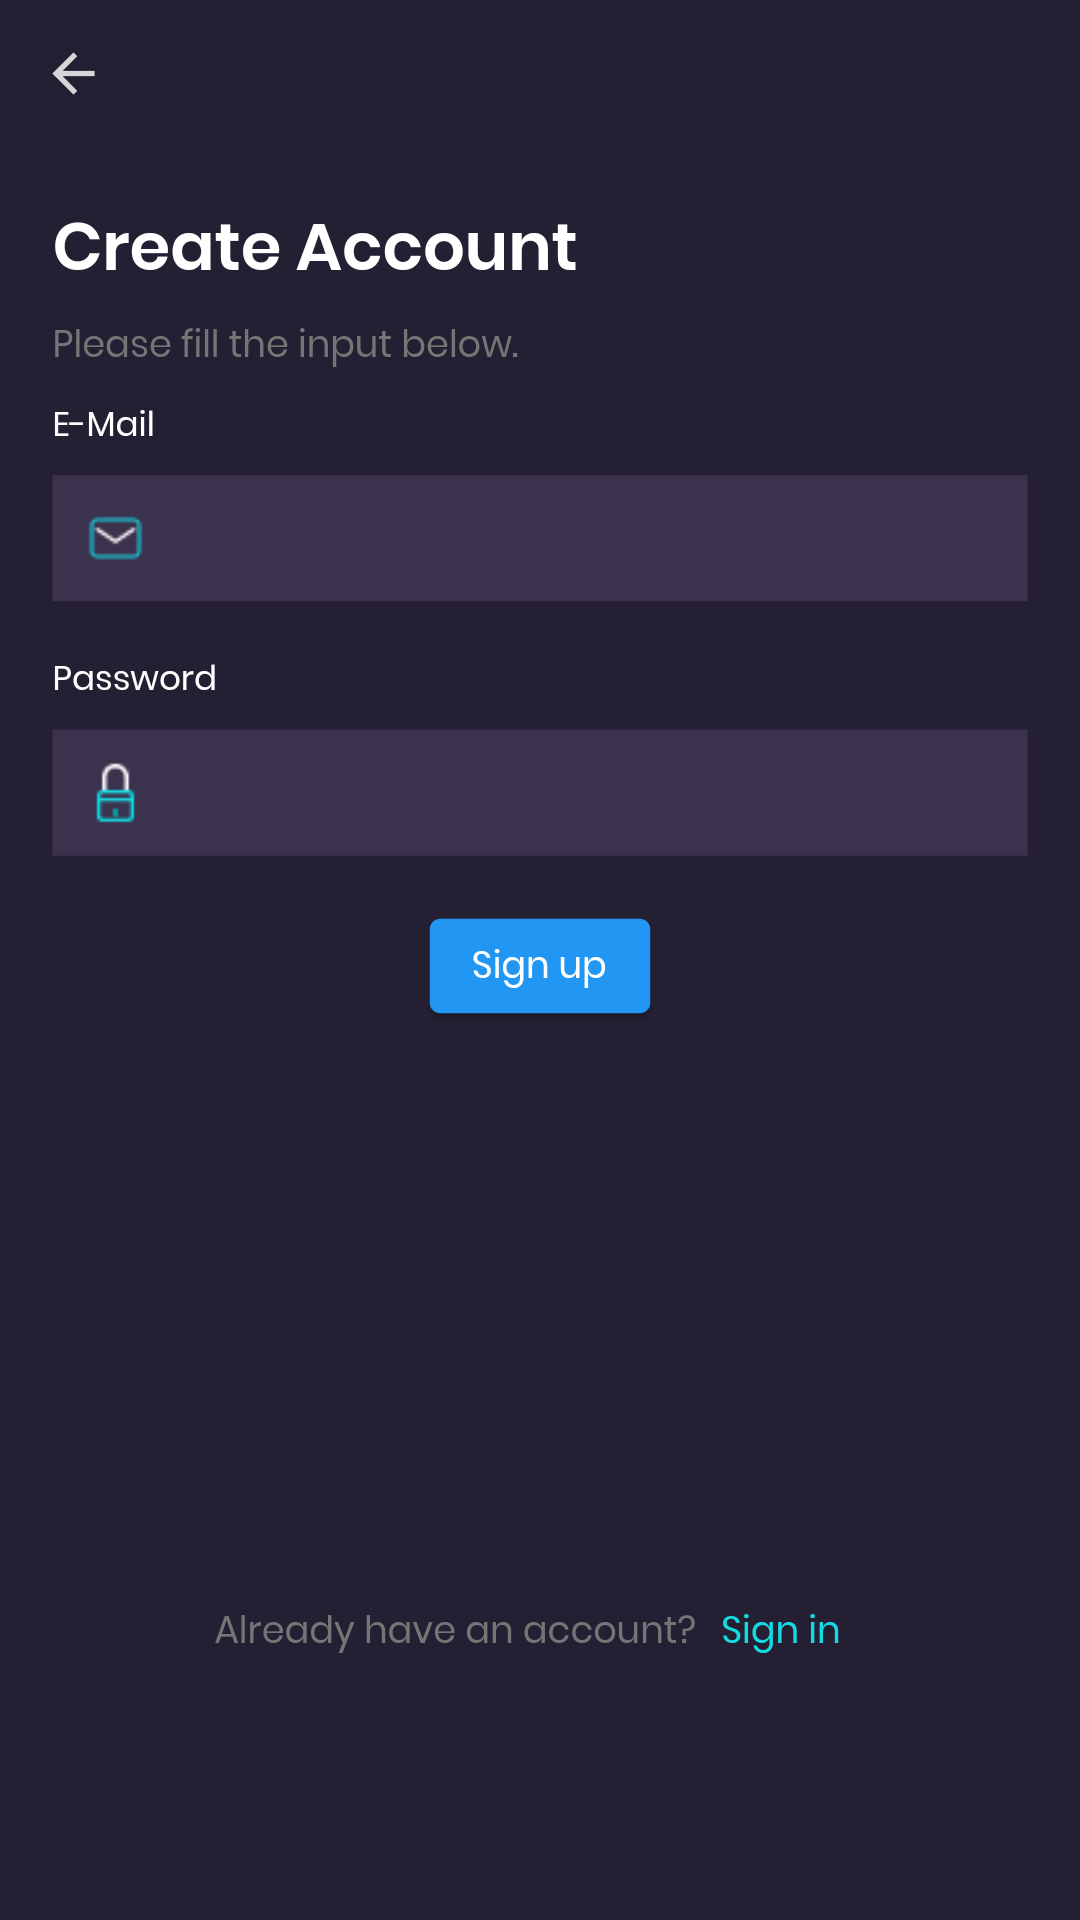 Create Account
Please fill the input below.
E-Mail
Password
Sign up
Already have an account? Sign in